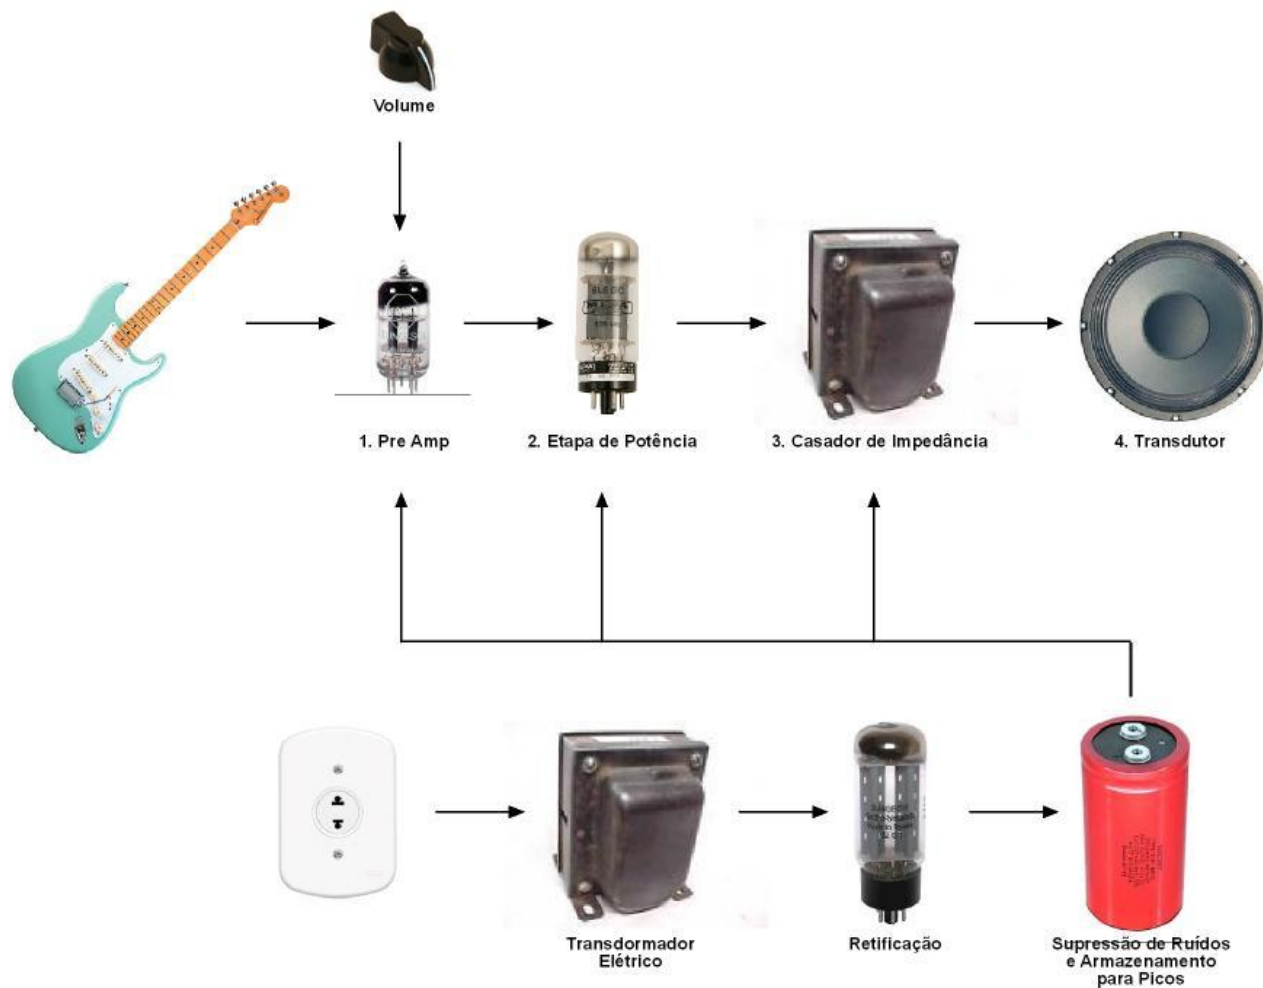 Volume
1. Pre Amp
2. Etapa de Potência
3. Casador de Impedância
4. Transdutor
Transdormador
Elétrico
Retificação
Supressão de Ruídos
e Armazenamento
para Picos